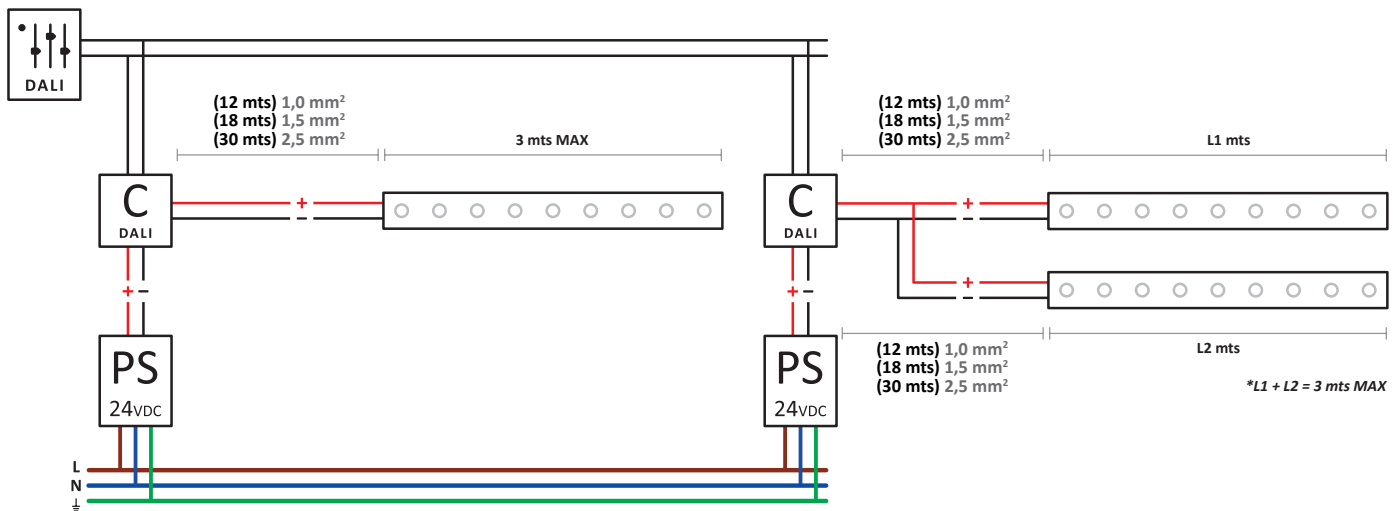 DALI
(12 mts) 1,0 mm²
(18 mts) 1,5 mm²
(30 mts) 2,5 mm²
3 mts MAX
(12 mts) 1,0 mm²
(18 mts) 1,5 mm²
(30 mts) 2,5 mm²
L1 mts
C
DALI
+
−
C
DALI
+
−
+
−
+ −
+ −
PS
24VDC
PS
24VDC
(12 mts) 1,0 mm²
(18 mts) 1,5 mm²
(30 mts) 2,5 mm²
L2 mts
*L1 + L2 = 3 mts MAX
L
N